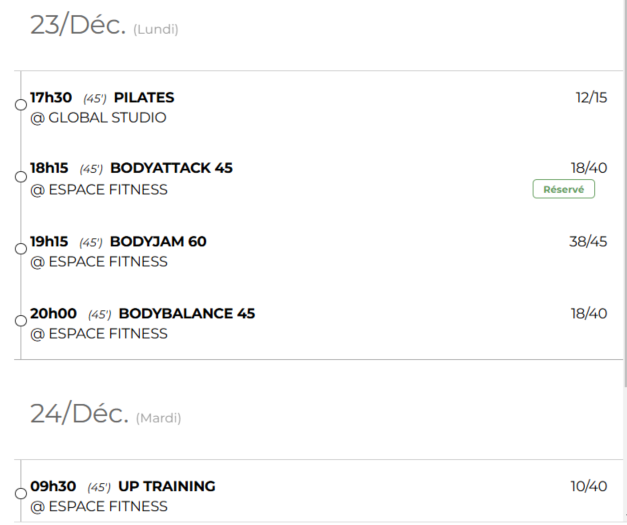 23/Déc. (Lundi)
17h30 (45') PILATES 12/15
@ GLOBAL STUDIO
18h15 (45') BODYATTACK 45 18/40
@ ESPACE FITNESS Réservé
19h15 (45') BODYJAM 60 38/45
@ ESPACE FITNESS
20h00 (45') BODYBALANCE 45 18/40
@ ESPACE FITNESS
24/Déc. (Mardi)
09h30 (45') UP TRAINING 10/40
@ ESPACE FITNESS